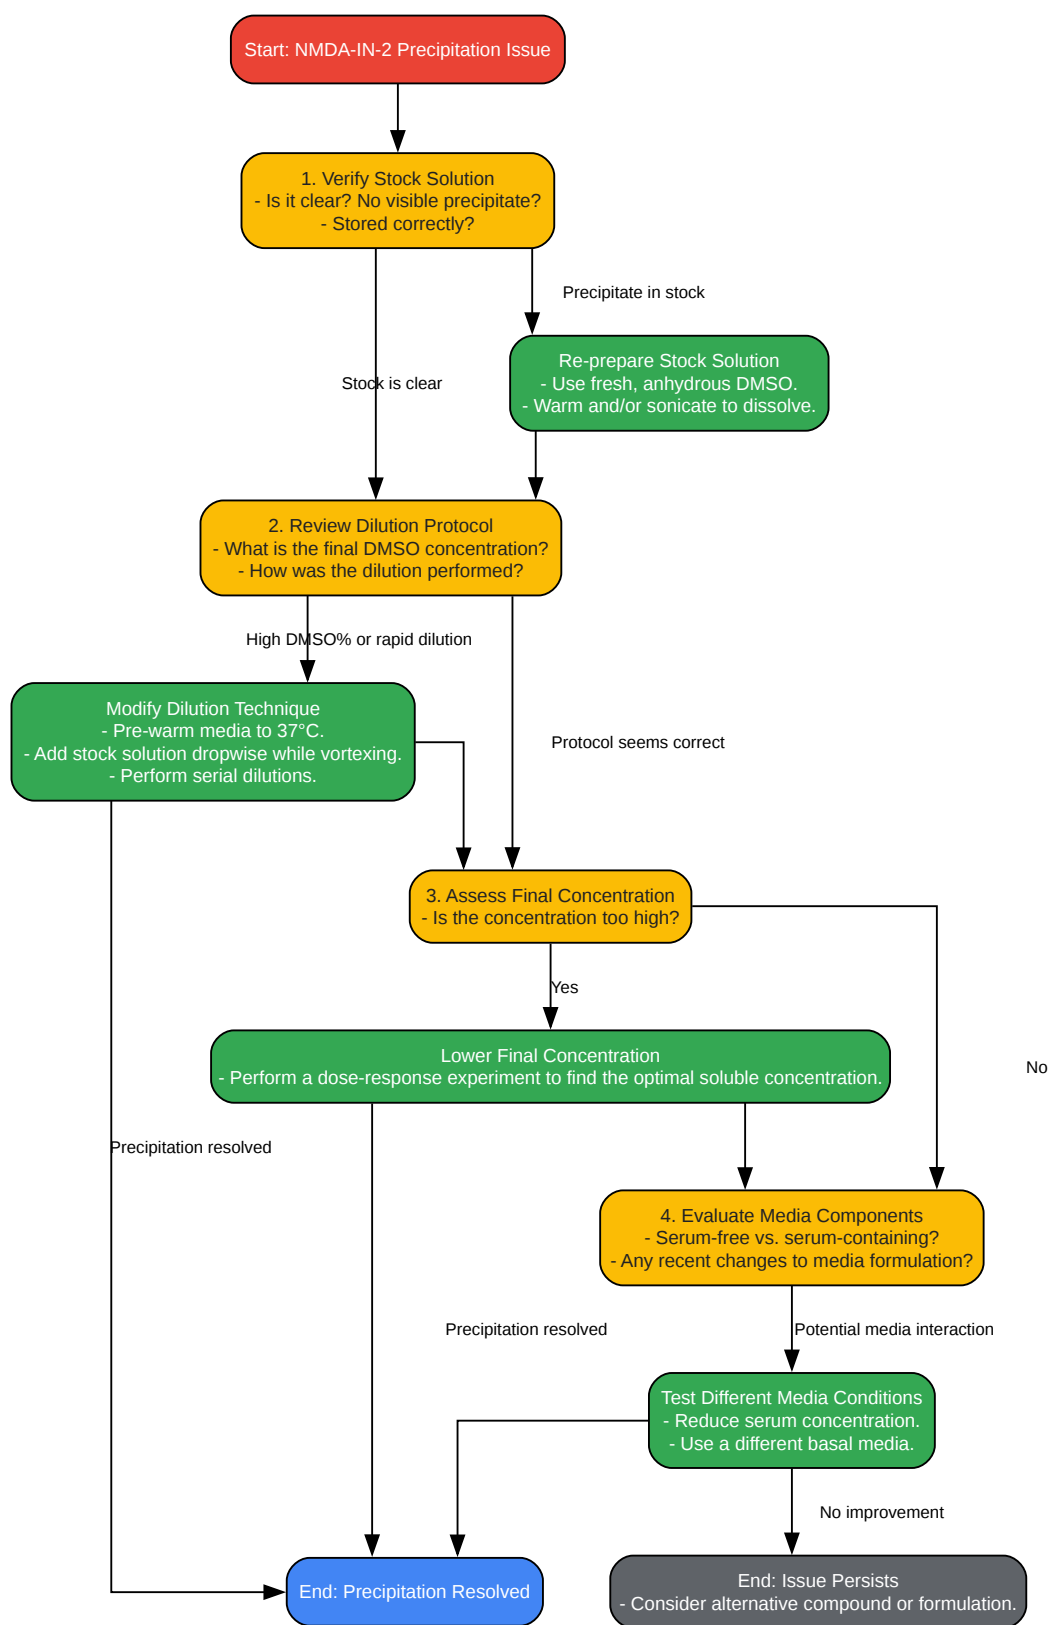 Start: NMDA-IN-2 Precipitation Issue
1. Verify Stock Solution
- Is it clear? No visible precipitate?
- Stored correctly?
Precipitate in stock
Re-prepare Stock Solution
- Use fresh, anhydrous DMSO.
- Warm and/or sonicate to dissolve.
Stock is clear
2. Review Dilution Protocol
- What is the final DMSO concentration?
- How was the dilution performed?
High DMSO% or rapid dilution
Modify Dilution Technique
- Pre-warm media to 37°C.
- Add stock solution dropwise while vortexing.
- Perform serial dilutions.
Protocol seems correct
3. Assess Final Concentration
- Is the concentration too high?
Yes
Lower Final Concentration
- Perform a dose-response experiment to find the optimal soluble concentration.
No
Precipitation resolved
4. Evaluate Media Components
- Serum-free vs. serum-containing?
- Any recent changes to media formulation?
Precipitation resolved
Potential media interaction
Test Different Media Conditions
- Reduce serum concentration.
- Use a different basal media.
No improvement
End: Precipitation Resolved
End: Issue Persists
- Consider alternative compound or formulation.